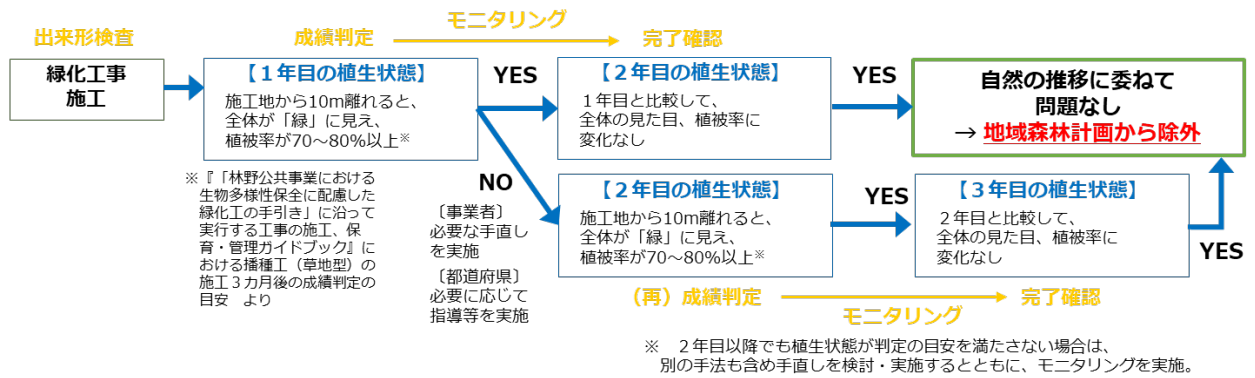 モニタリング
出来形検査
成績判定
完了確認
緑化工事
施工
【１年目の植生状態】
施工地から10m離れると、
全体が「緑」に見え、
植被率が70～80%以上※
YES
【２年目の植生状態】
１年目と比較して、
全体の見た目、植被率に
変化なし
YES
自然の推移に委ねて
問題なし
→ 地域森林計画から除外
※『「林野公共事業における
生物多様性保全に配慮した
緑化工の手引き」に沿って
実行する工事の施工、保
育・管理ガイドブック』に
おける播種工（草地型）の
施工３カ月後の成績判定の
目安　より
NO
〔事業者〕
必要な手直し
を実施
〔都道府県〕
必要に応じて
指導等を実施
【２年目の植生状態】
施工地から10m離れると、
全体が「緑」に見え、
植被率が70～80%以上※
YES
【３年目の植生状態】
２年目と比較して、
全体の見た目、植被率に
変化なし
YES
（再）成績判定
モニタリング
完了確認
※　２年目以降でも植生状態が判定の目安を満たさない場合は、
別の手法も含め手直しを検討・実施するとともに、モニタリングを実施。